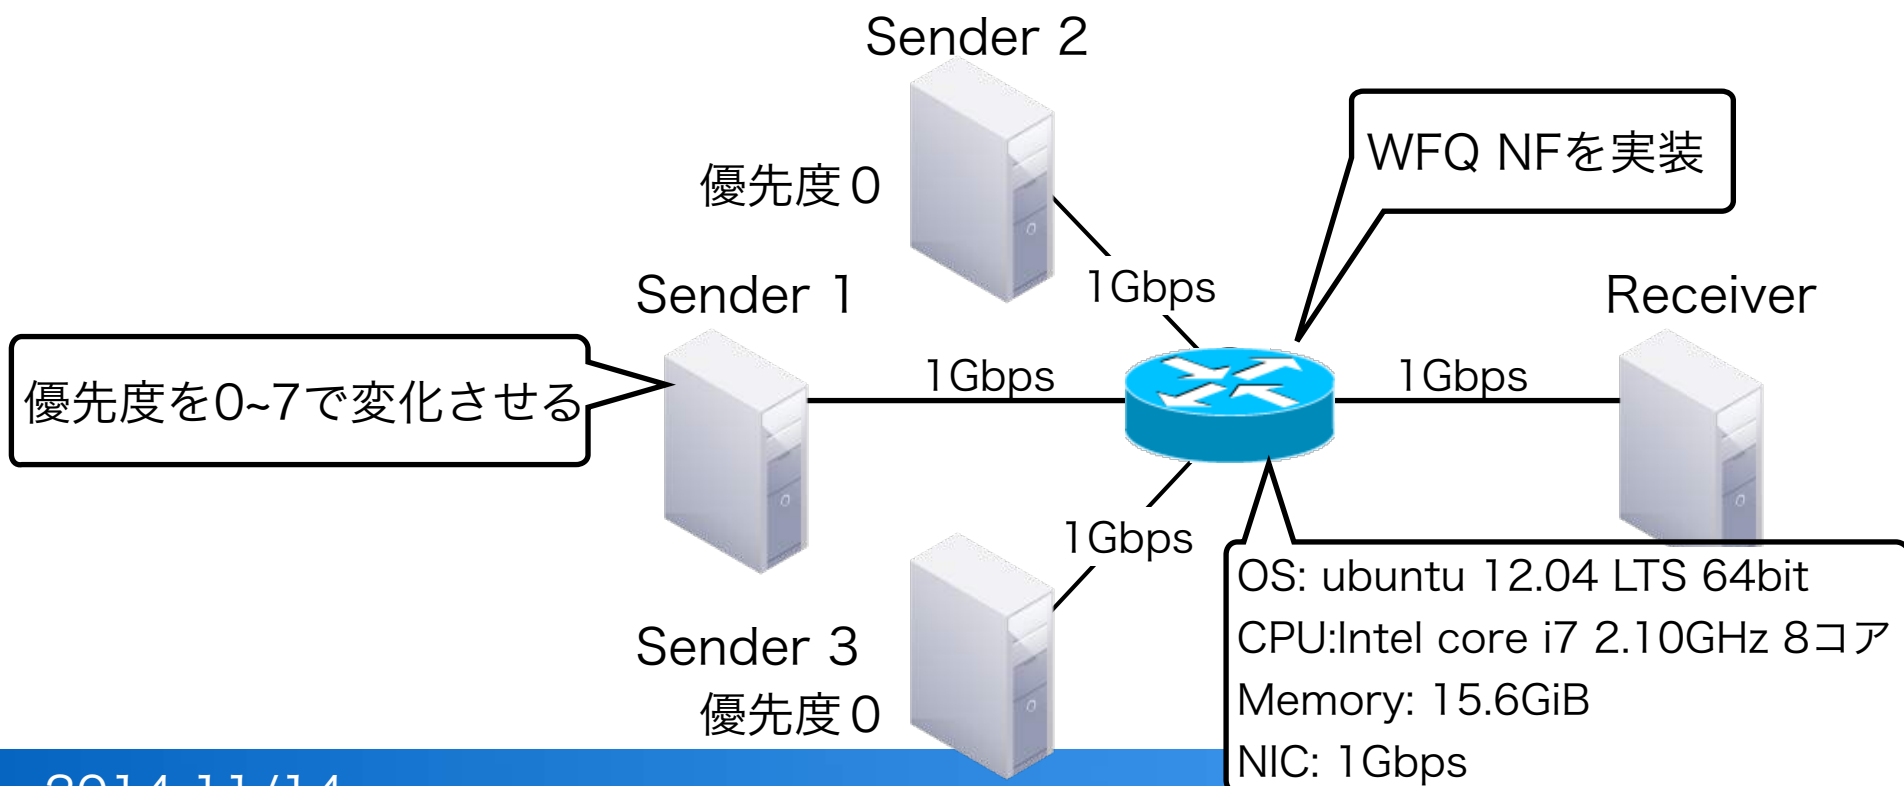 Sender 2
優先度0
WFQ NFを実装
1Gbps
Sender 1
Receiver
優先度を0~7で変化させる
1Gbps
1Gbps
1Gbps
Sender 3
優先度0
OS: ubuntu 12.04 LTS 64bit
CPU:Intel core i7 2.10GHz 8コア
Memory: 15.6GiB
NIC: 1Gbps
2014 11/14